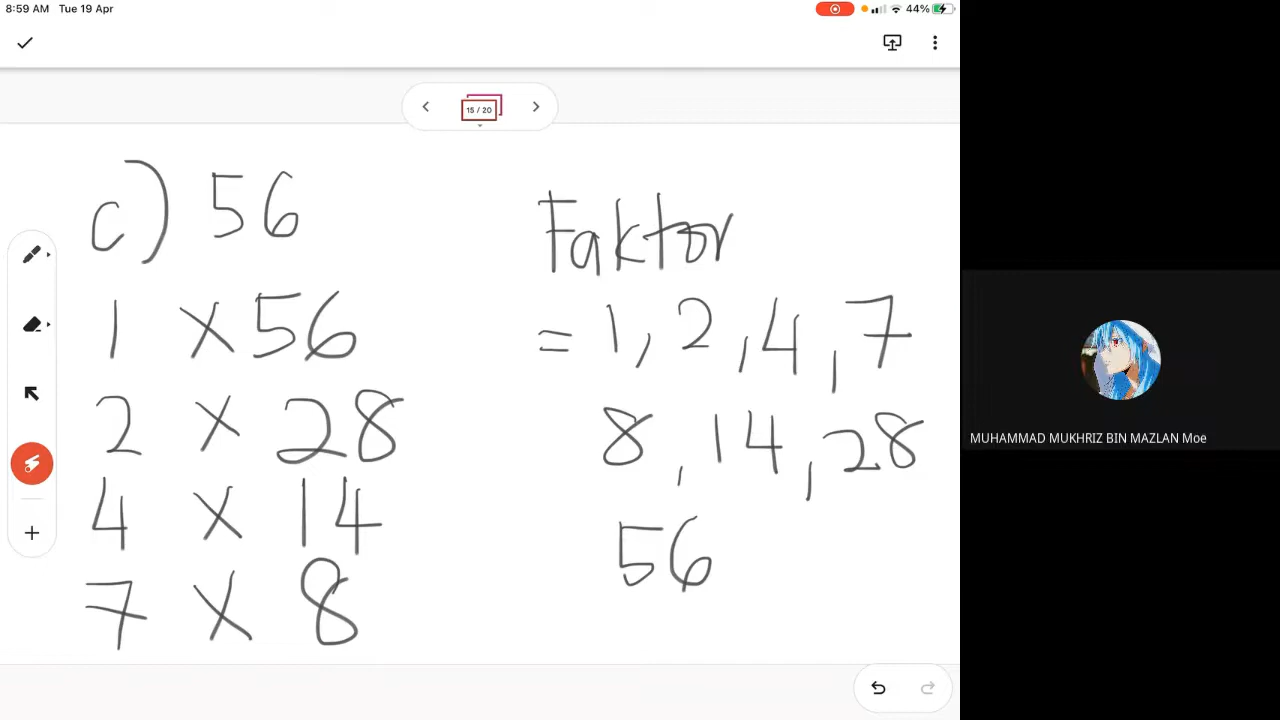 8:59 AM Tue 19 Apr
44%
15 / 20
c) 56
1 × 56
2 × 28
4 × 14
7 × 8
Faktor
= 1, 2, 4, 7
8, 14, 28
56
MUHAMMAD MUKHRIZ BIN MAZLAN Moe